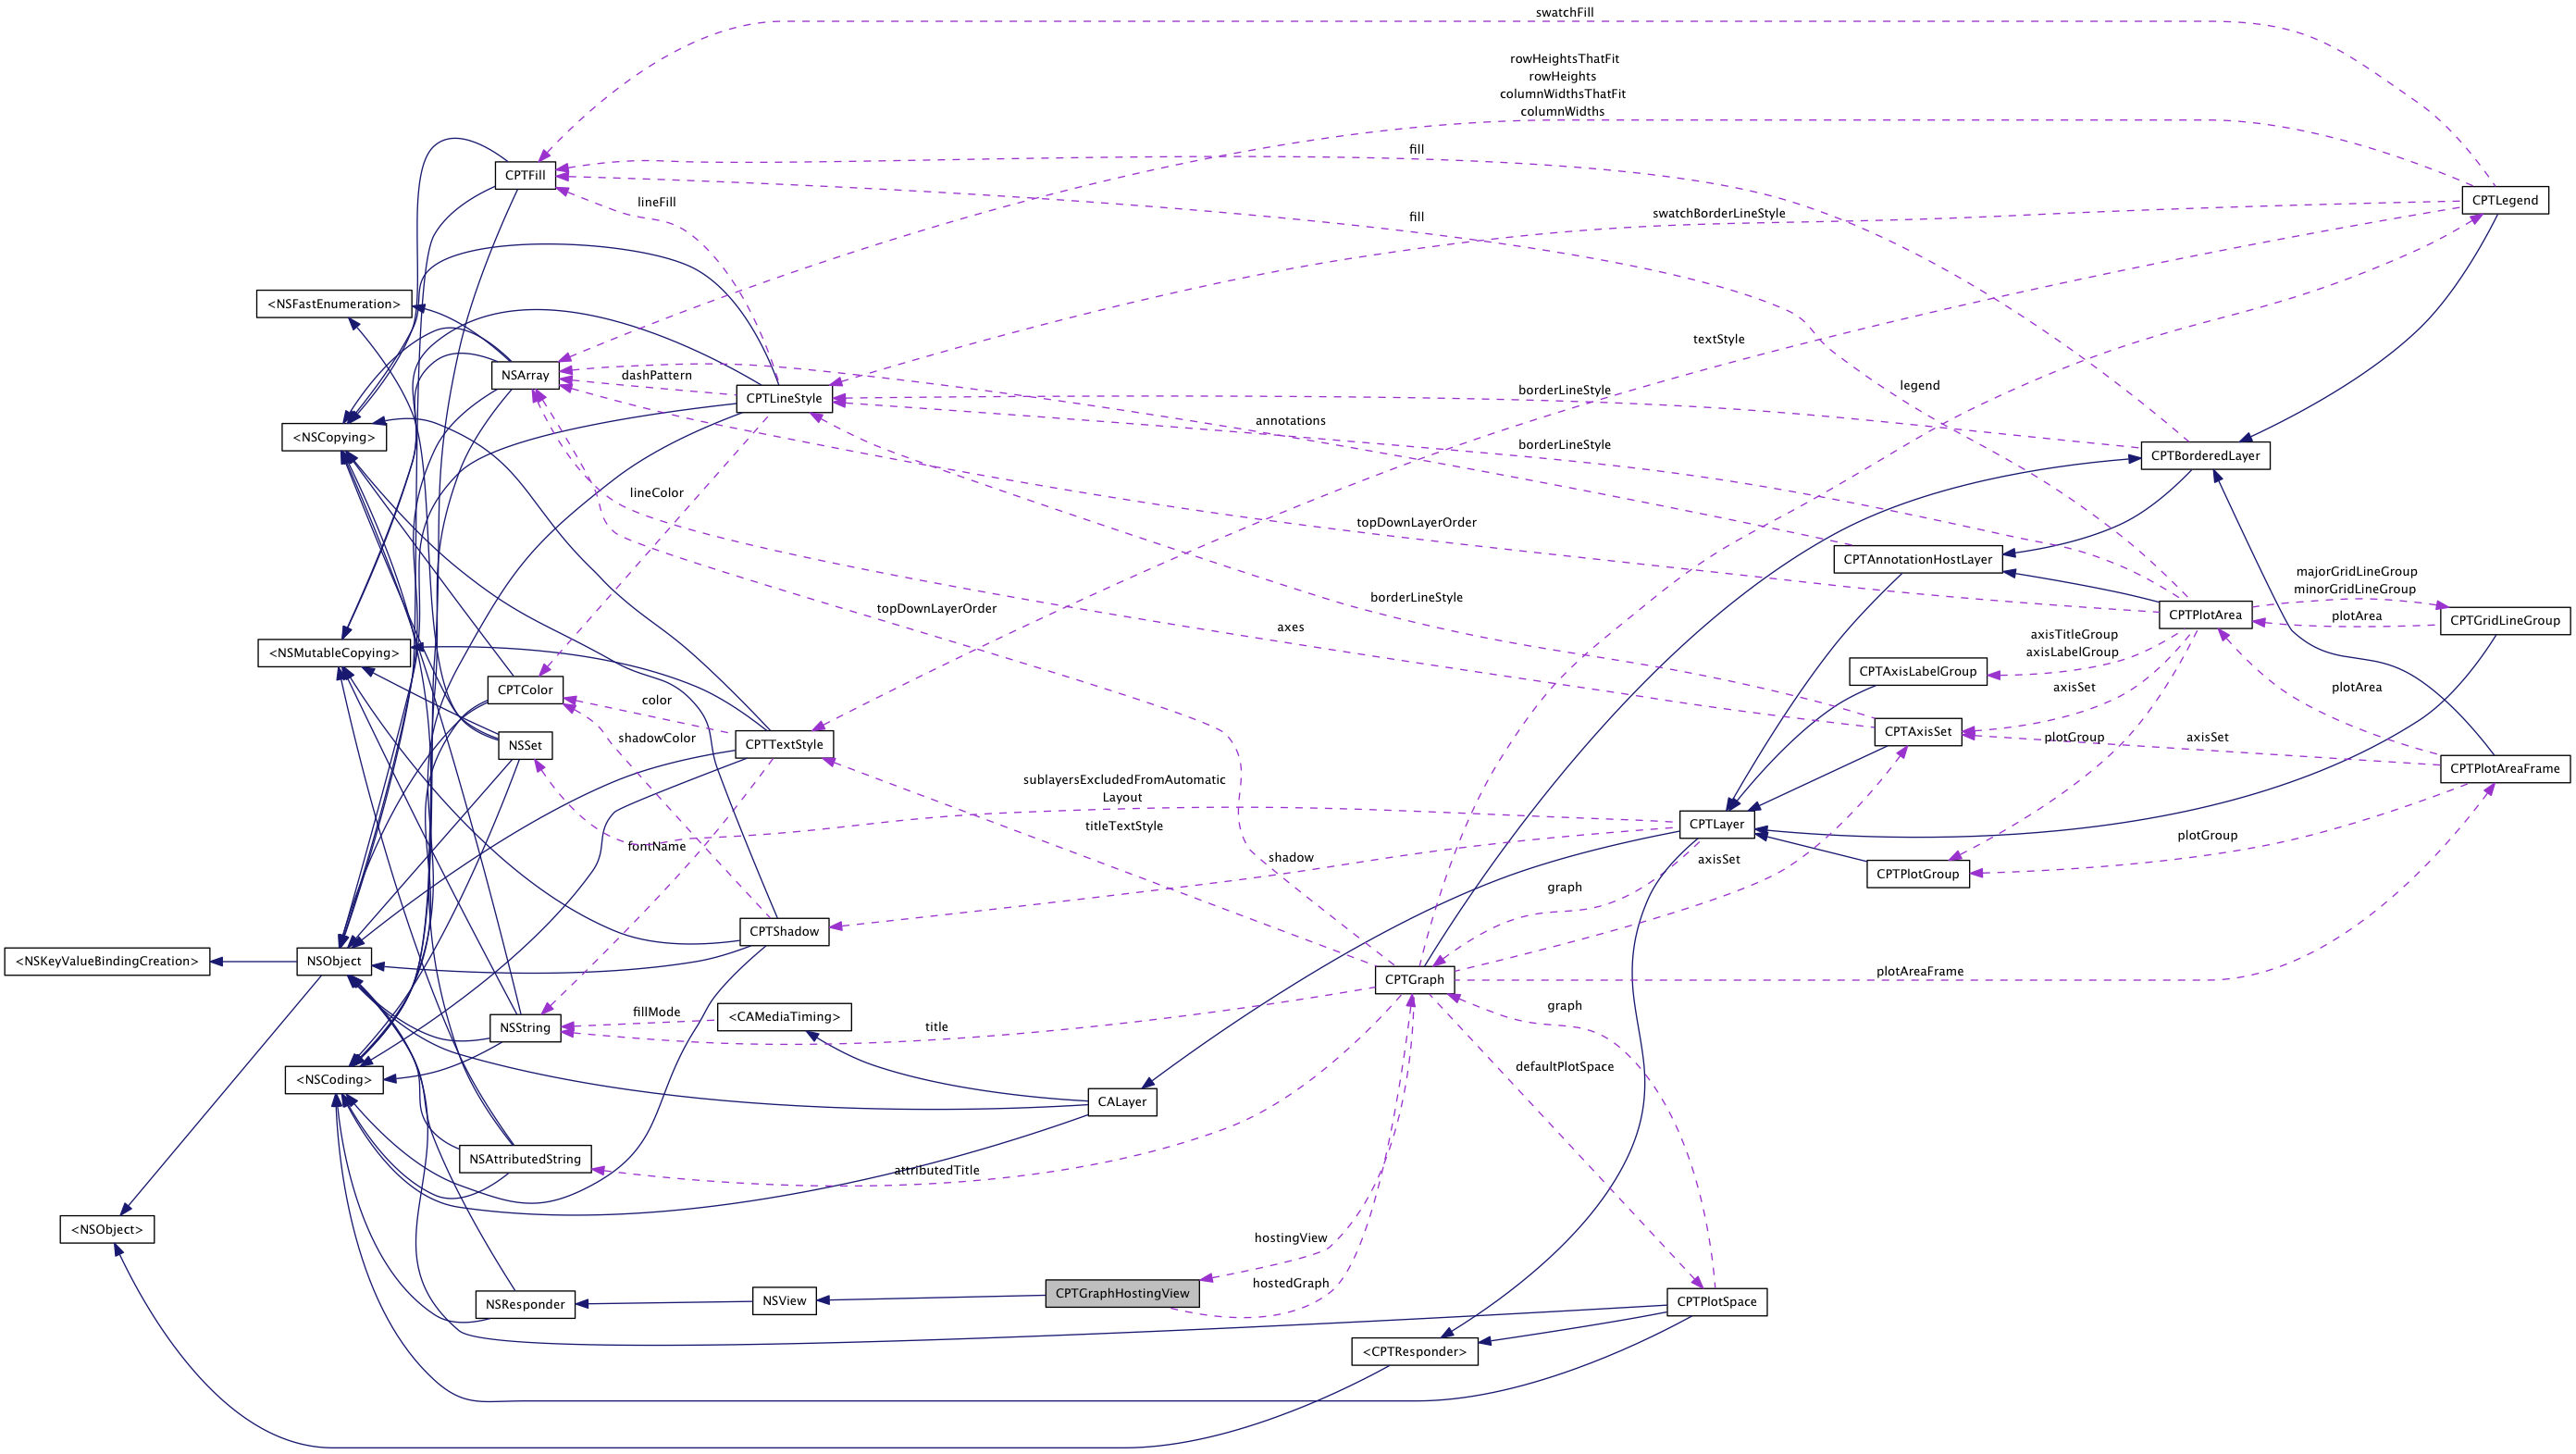 swatchFill
rowHeightsThatFit
rowHeights
columnWidthsThatFit
columnWidths
fill
CPTFill
lineFill
CPTLegend
swatchBorderLineStyle
fill
<NSFastEnumeration>
textStyle
NSArray
dashPattern
legend
borderLineStyle
CPTLineStyle
annotations
<NSCopying>
borderLineStyle
CPTBorderedLayer
lineColor
topDownLayerOrder
CPTAnnotationHostLayer
majorGridLineGroup
minorGridLineGroup
borderLineStyle
topDownLayerOrder
CPTPlotArea
plotArea
CPTGridLineGroup
axes
axisTitleGroup
axisLabelGroup
<NSMutableCopying>
CPTAxisLabelGroup
CPTColor
color
axisSet
plotArea
shadowColor
NSSet
CPTTextStyle
CPTAxisSet
plotGroup
axisSet
CPTPlotAreaFrame
sublayersExcludedFromAutomatic
Layout
titleTextStyle
CPTLayer
plotGroup
fontName
shadow
axisSet
CPTPlotGroup
graph
CPTShadow
<NSKeyValueBindingCreation>
NSObject
CPTGraph
plotAreaFrame
graph
fillMode
<CAMediaTiming>
NSString
title
defaultPlotSpace
<NSCoding>
CALayer
NSAttributedString
attributedTitle
<NSObject>
hostingView
hostedGraph
CPTGraphHostingView
NSResponder
NSView
CPTPlotSpace
<CPTResponder>